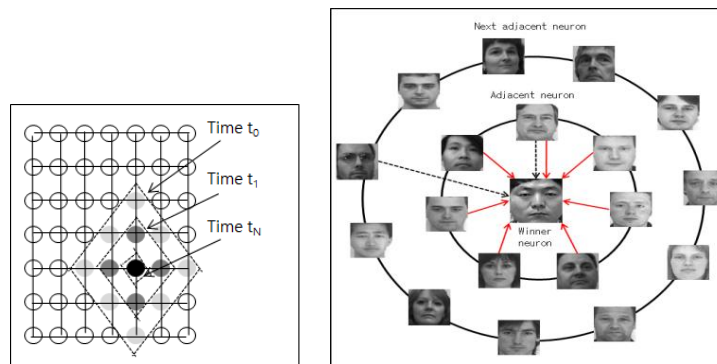 Time t0
Time t1
Time tN
Next adjacent neuron
Adjacent neuron
Winner
neuron